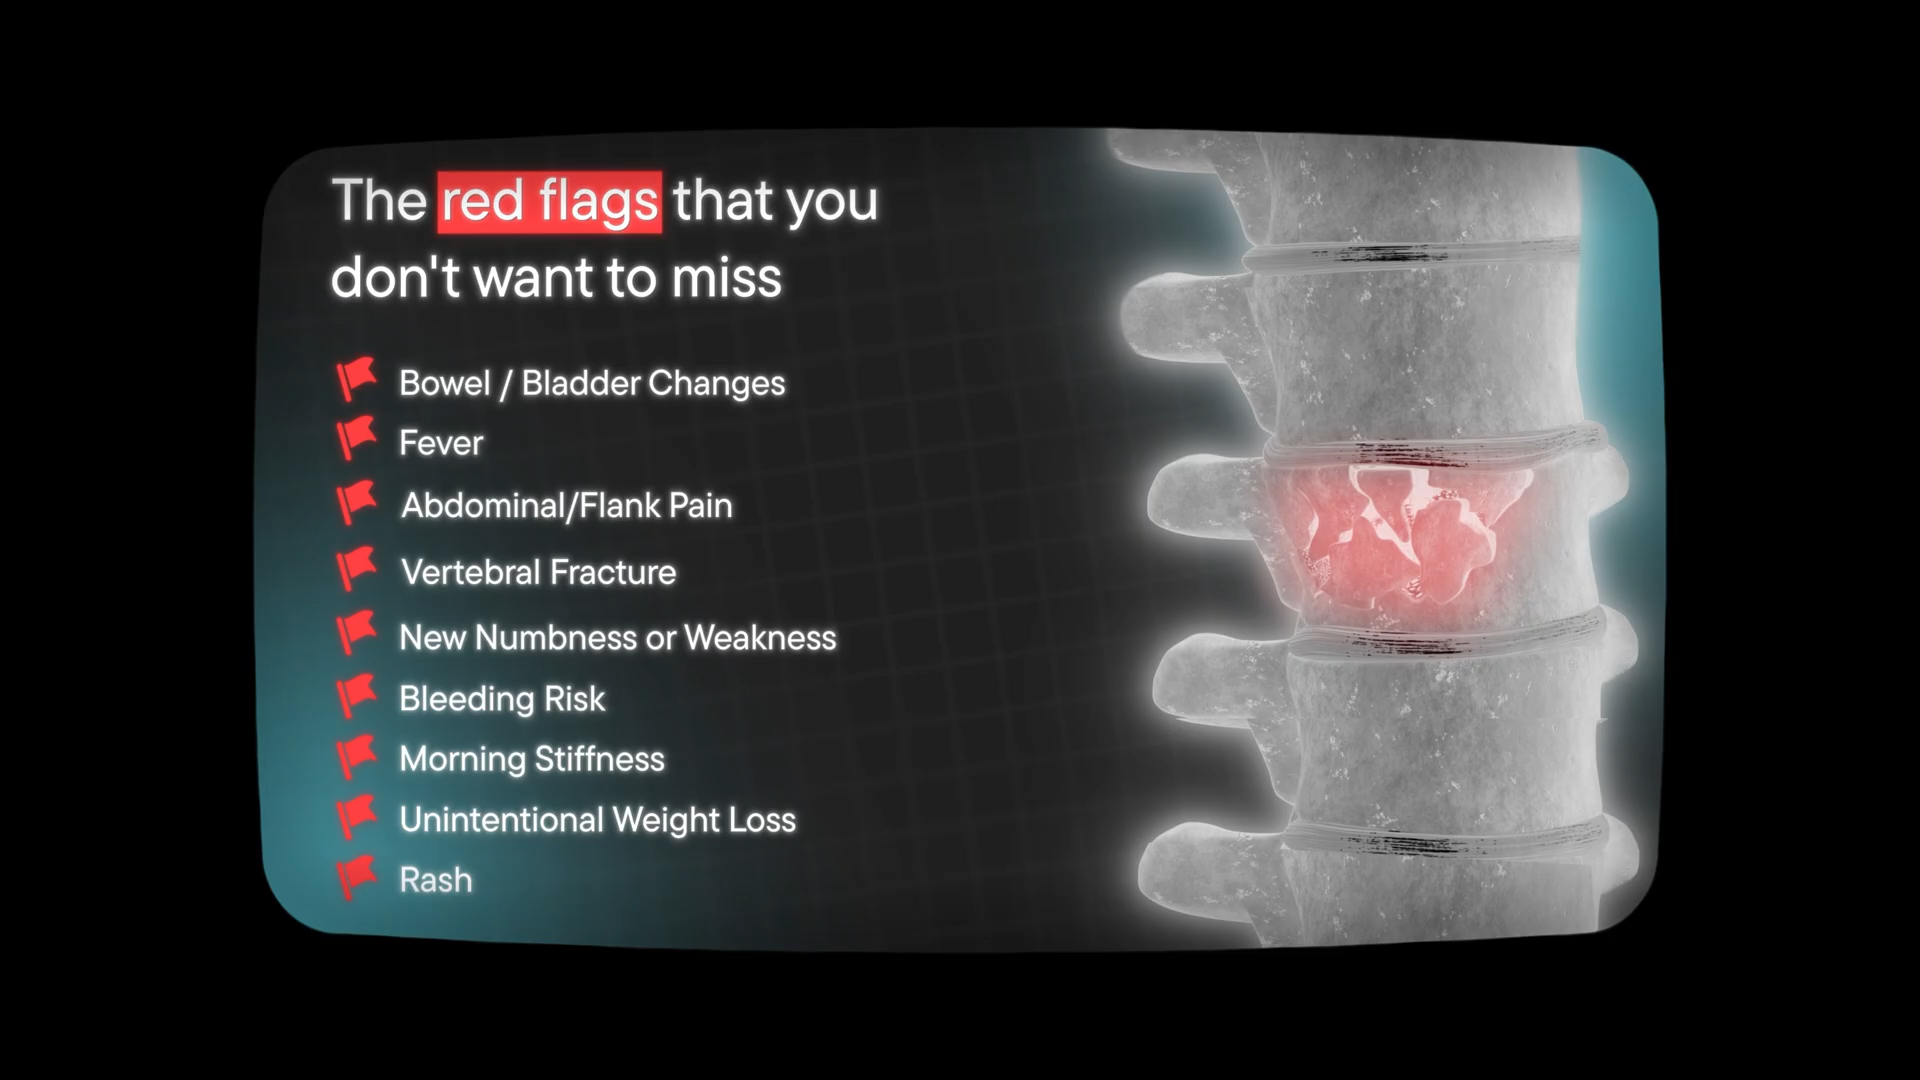 The red flags that you
don't want to miss
Bowel / Bladder Changes
Fever
Abdominal/Flank Pain
Vertebral Fracture
New Numbness or Weakness
Bleeding Risk
Morning Stiffness
Unintentional Weight Loss
Rash